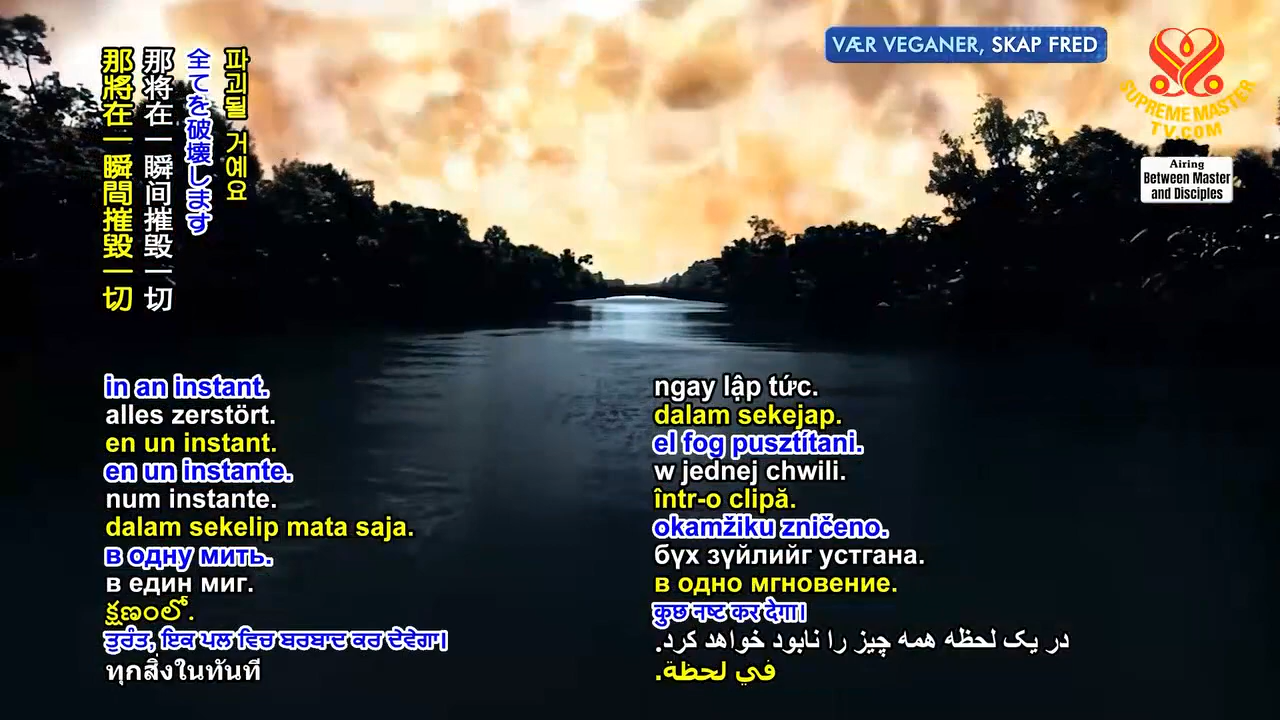 VÆR VEGANER, SKAP FRED
SUPREME MASTER
TV.COM
Airing
Between Master
and Disciples
파괴될 거예요
全てを破壊します
那将在一瞬间摧毁一切
那將在一瞬間摧毀一切
in an instant.
alles zerstört.
en un instant.
en un instante.
num instante.
dalam sekelip mata saja.
в одну мить.
в един миг.
క్షణంలో.
ਤੁਰੰਤ, ਇਕ ਪਲ ਵਿਚ ਬਰਬਾਦ ਕਰ ਦੇਵੇਗਾ।
ทุกสิ่งในทันที
ngay lập tức.
dalam sekejap.
el fog pusztítani.
w jednej chwili.
într-o clipă.
okamžiku zničeno.
бүх зүйлийг устгана.
в одно мгновение.
कुछ नष्ट कर देगा।
در یک لحظه همه چیز را نابود خواهد کرد.
في لحظة.